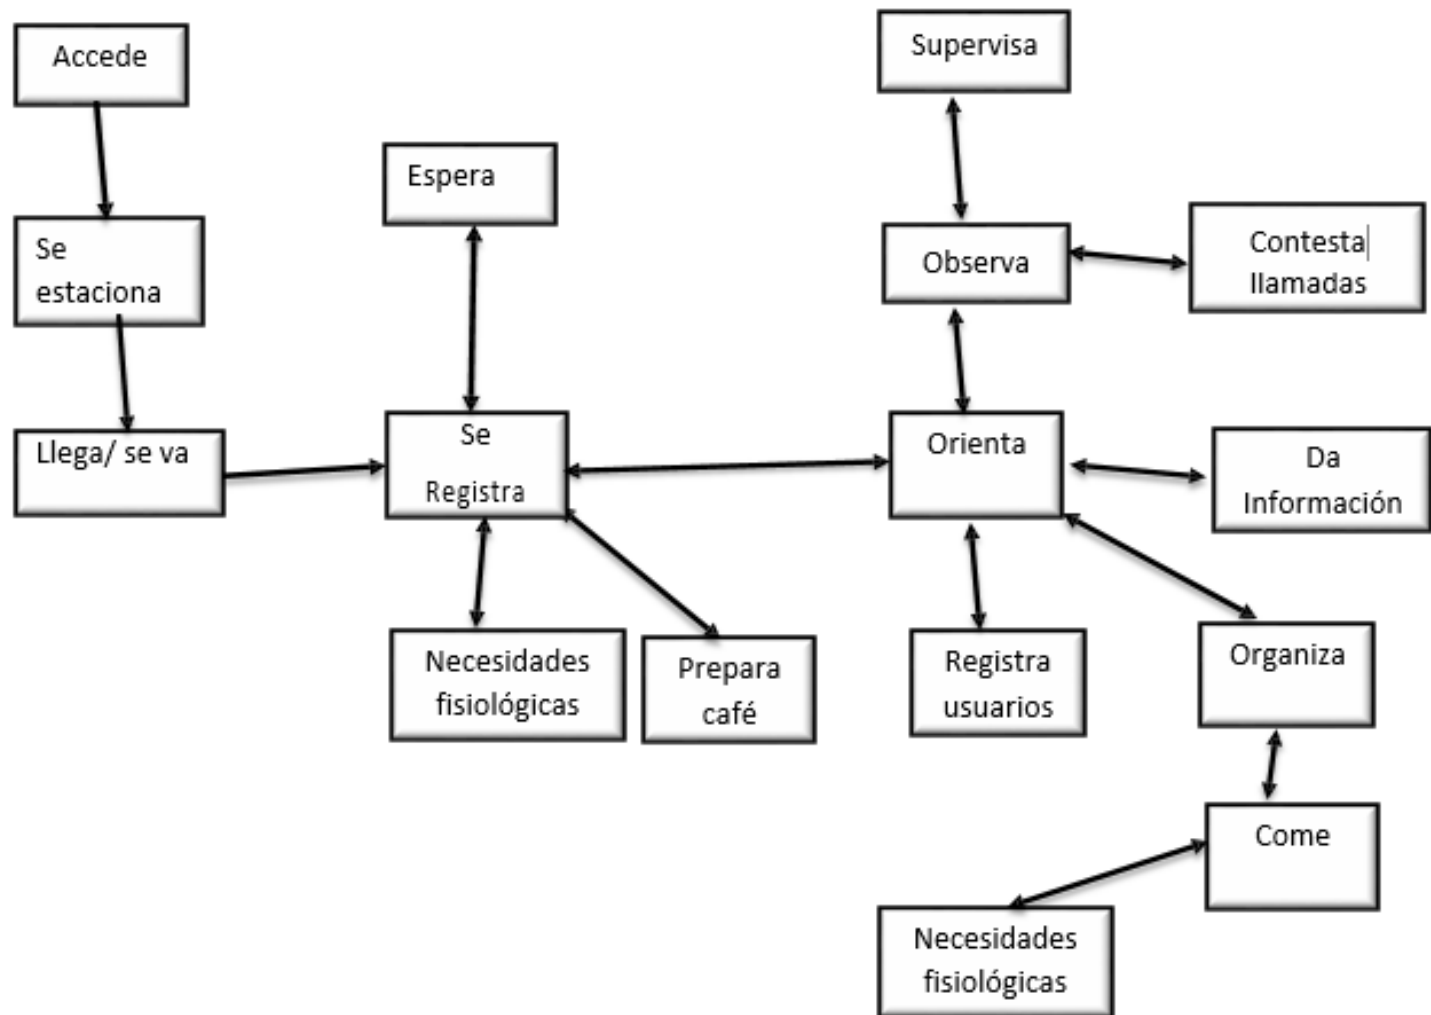 Accede
Supervisa
Espera
Se
estaciona
Observa
Contesta
llamadas
Llega/ se va
Se
Registra
Orienta
Da
Información
Necesidades
fisiológicas
Prepara
café
Registra
usuarios
Organiza
Come
Necesidades
fisiológicas